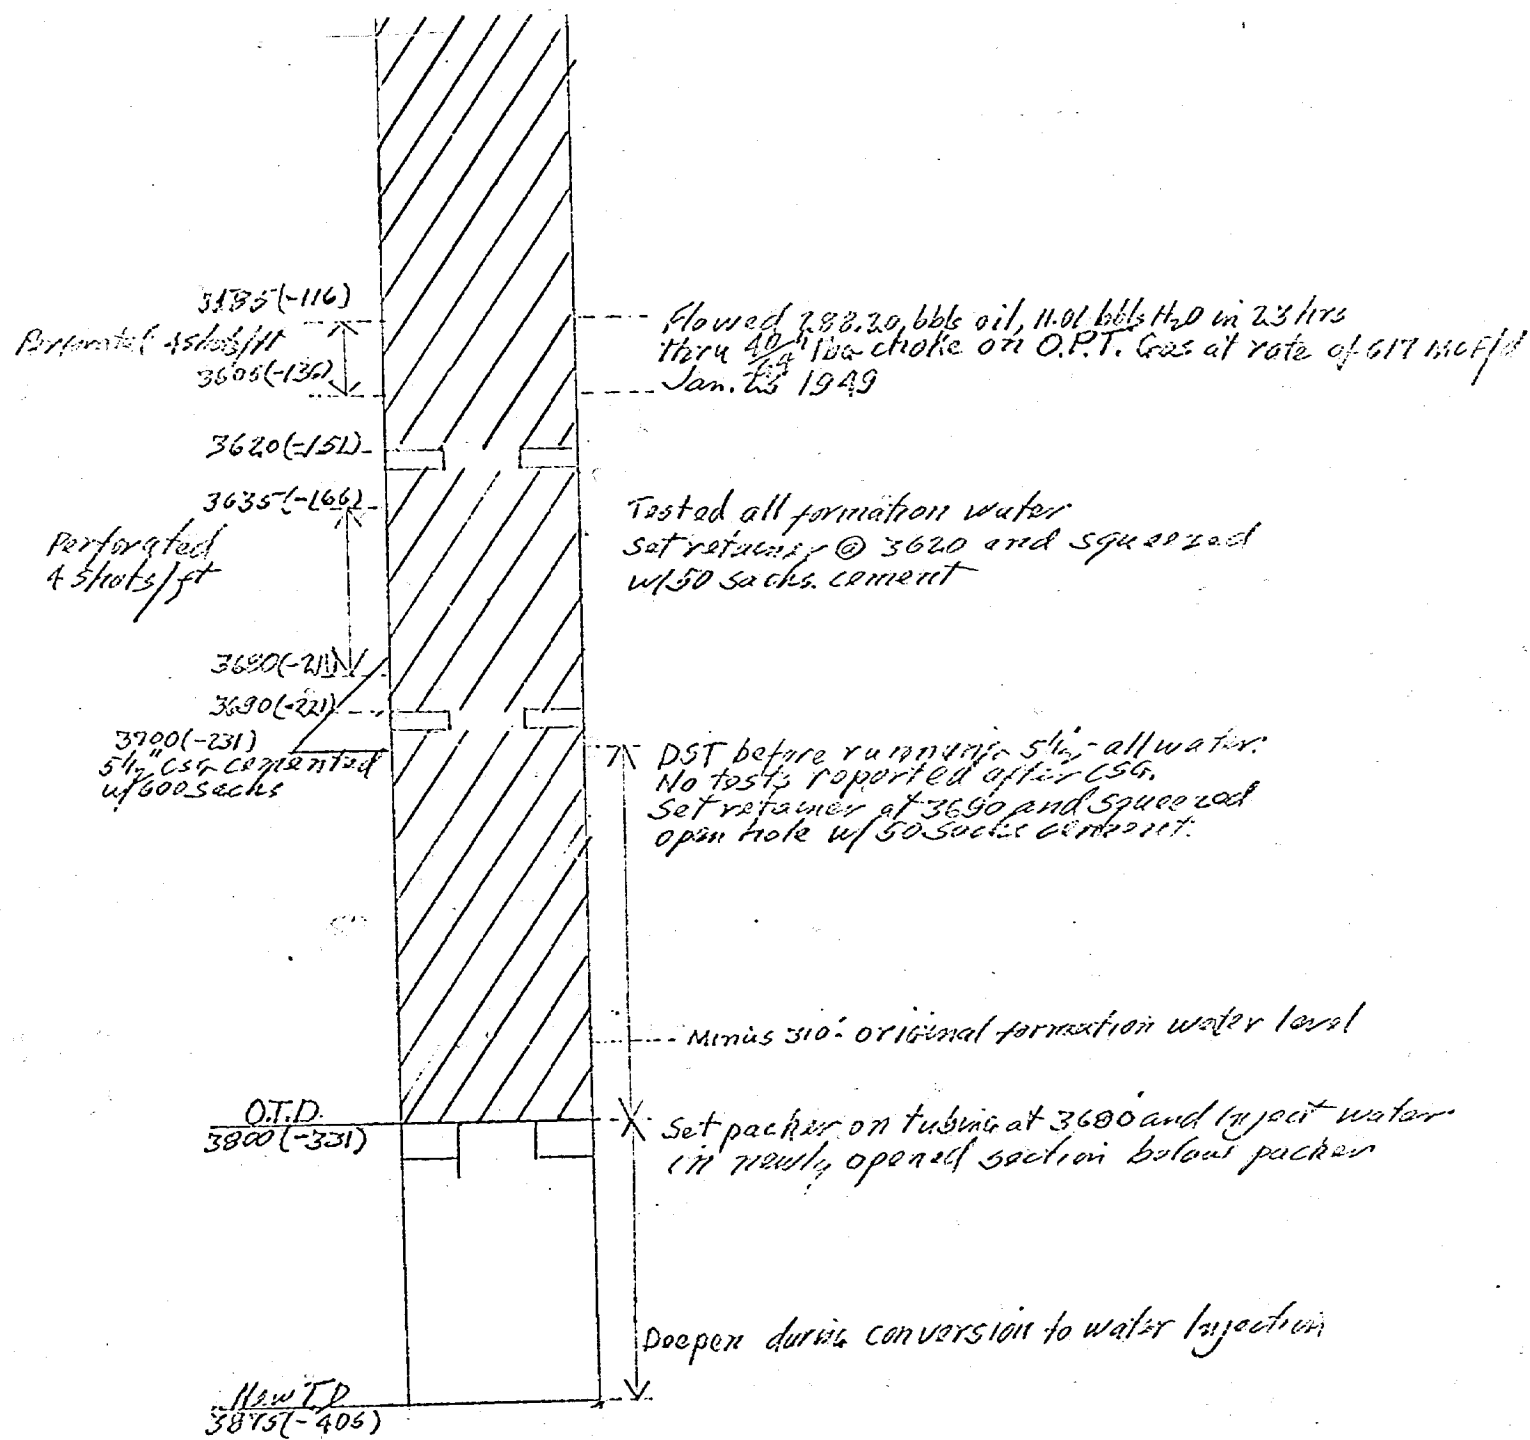 3585(-116)
Perforated 4 shots/ft
3605(-136)
3620(-151)
3635(-166)
Perforated
4 shots/ft
3680(-211)
3690(-221)
3700(-231)
5 1/2" csg cemented
w/600 sacks
O.T.D.
3800(-331)
New T.D
3875(-406)
Flowed 288.20 bbls oil, 11.01 bbls H2O in 23 hrs
thru 40/64" choke on O.P.T. Gas at rate of 617 MCF/d
Jan. 1949
Tested all formation water
set retainer @ 3620 and squeezed
w/50 sacks cement
DST before running 5 1/2 - all water.
No tests reported after CSG.
Set retainer at 3690 and squeezed
open hole w/ 50 sacks cement.
Minus 310' original formation water level
Set packer on tubing at 3680 and Inject water
in newly opened section below packer
Deepen during conversion to water Injection